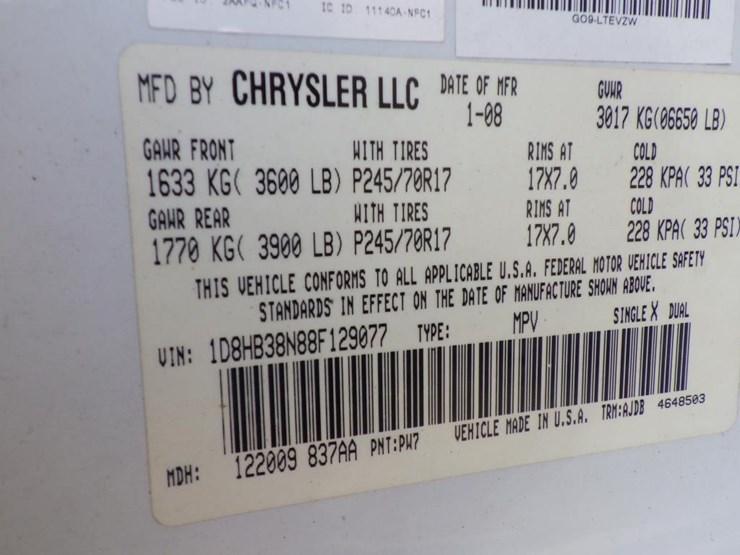 IC ID 11140A-NFC1
GO9-LTEVZW
MFD BY CHRYSLER LLC DATE OF MFR GVWR
1-08 3017 KG(06650 LB)
GAWR FRONT WITH TIRES RIMS AT COLD
1633 KG( 3600 LB) P245/70R17 17X7.0 228 KPA( 33 PSI
GAWR REAR WITH TIRES RIMS AT COLD
1770 KG( 3900 LB) P245/70R17 17X7.0 228 KPA( 33 PSI)
THIS VEHICLE CONFORMS TO ALL APPLICABLE U.S.A. FEDERAL MOTOR VEHICLE SAFETY
STANDARDS IN EFFECT ON THE DATE OF MANUFACTURE SHOWN ABOVE.
VIN: 1D8HB38N88F129077 TYPE: MPV SINGLE X DUAL
MDH: 122009 837AA PNT:PW7 VEHICLE MADE IN U.S.A. TRM:AJDB 4648503